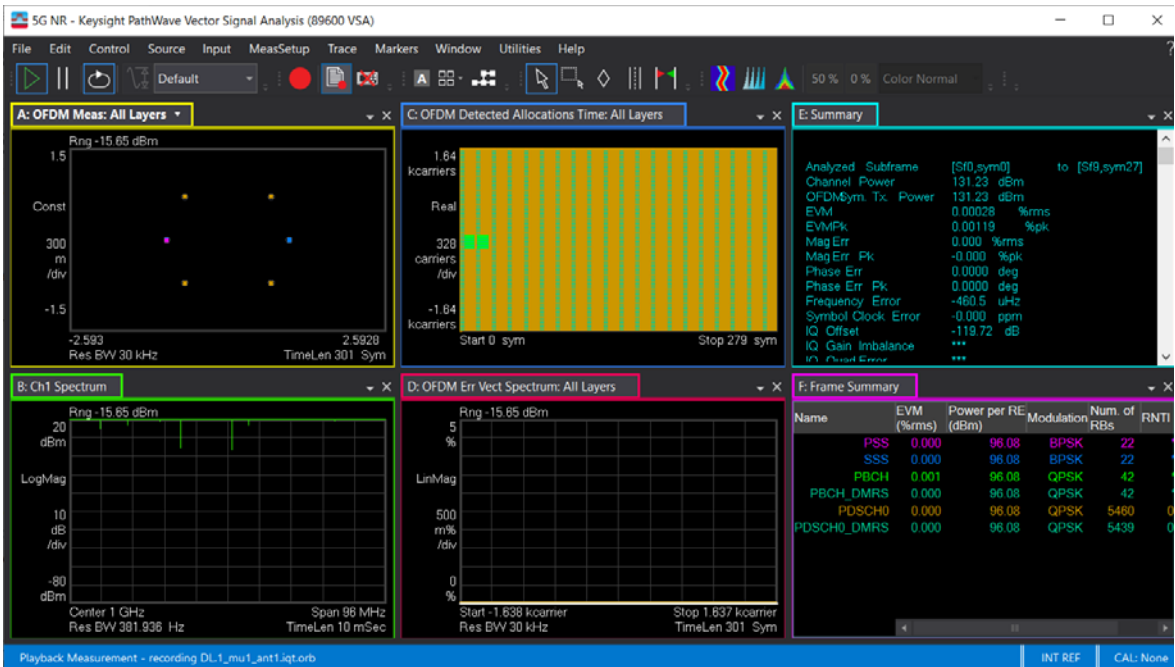 5G NR - Keysight PathWave Vector Signal Analysis (89600 VSA)
File Edit Control Source Input MeasSetup Trace Markers Window Utilities Help ?
Default A 50 % 0 % Color Normal
A: OFDM Meas: All Layers
Rng -15.65 dBm
1.5
Const
300
m
/div
-1.5
-2.593 2.5928
Res BW 30 kHz TimeLen 301 Sym
C: OFDM Detected Allocations Time: All Layers
1.64
kcarriers
Real
328
carriers
/div
-1.64
kcarriers
Start 0 sym Stop 279 sym
E: Summary
Analyzed Subframe [Sf0,sym0] to [Sf9,sym27]
Channel Power 131.23 dBm
OFDMSym. Tx. Power 131.23 dBm
EVM 0.00028 %rms
EVMPk 0.00119 %pk
Mag Err 0.000 %rms
Mag Err Pk -0.000 %pk
Phase Err 0.0000 deg
Phase Err Pk 0.0000 deg
Frequency Error -460.5 uHz
Symbol Clock Error -0.000 ppm
IQ Offset -119.72 dB
IQ Gain Imbalance ***
IQ Quad Error ***
B: Ch1 Spectrum
Rng -15.65 dBm
20
dBm
LogMag
10
dB
/div
-80
dBm
Center 1 GHz Span 96 MHz
Res BW 381.936 Hz TimeLen 10 mSec
D: OFDM Err Vect Spectrum: All Layers
Rng -15.65 dBm
5
%
LinMag
500
m%
/div
0
%
Start -1.638 kcarrier Stop 1.637 kcarrier
Res BW 30 kHz TimeLen 301 Sym
F: Frame Summary
Name EVM (%rms) Power per RE (dBm) Modulation Num. of RBs RNTI
PSS 0.000 96.08 BPSK 22
SSS 0.000 96.08 BPSK 22
PBCH 0.001 96.08 QPSK 42
PBCH_DMRS 0.000 96.08 QPSK 42
PDSCH0 0.000 96.08 QPSK 5460 0
PDSCH0_DMRS 0.000 96.08 QPSK 5439 0
Playback Measurement - recording DL.1_mu1_ant1.iqt.orb INT REF CAL: None